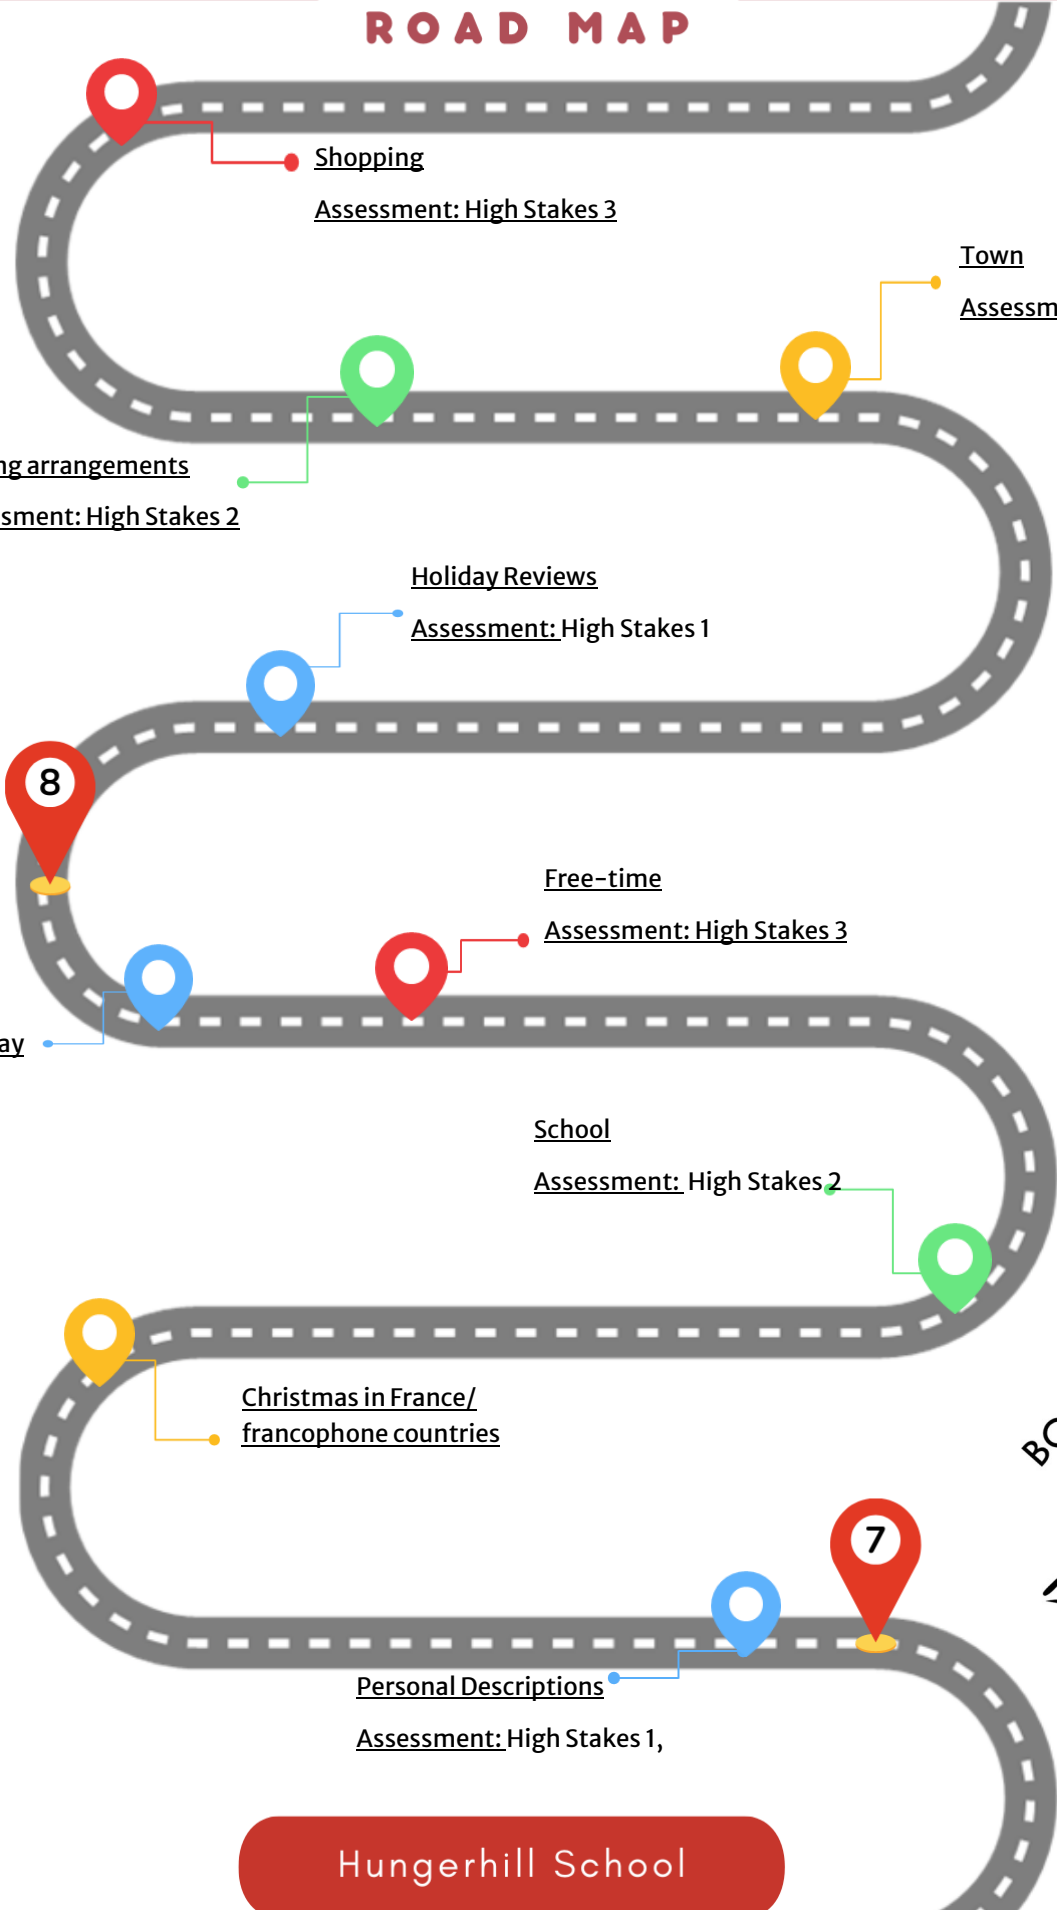 ROAD MAP
Shopping
Assessment: High Stakes 3
Town
Assessm
ng arrangements
sment: High Stakes 2
Holiday Reviews
Assessment: High Stakes 1
8
Free-time
Assessment: High Stakes 3
ay
School
Assessment: High Stakes 2
Christmas in France/
francophone countries
BO
7
Personal Descriptions
Assessment: High Stakes 1,
Hungerhill School